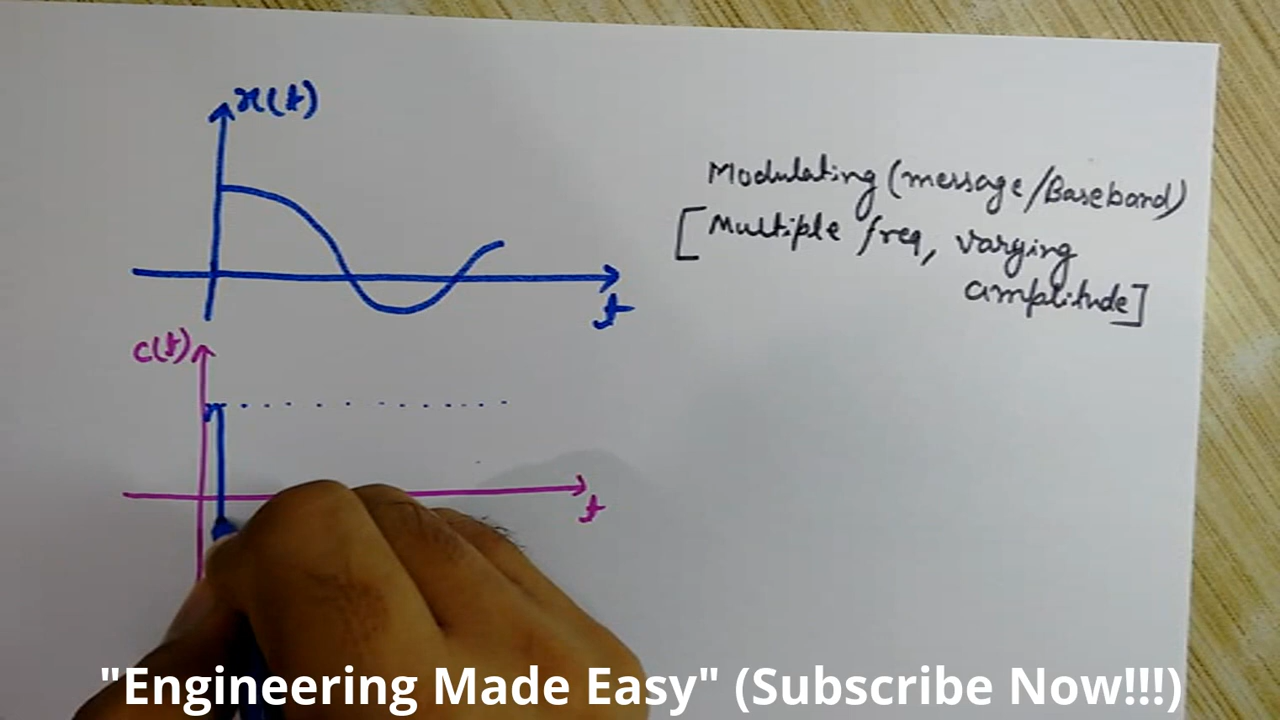 x(t)
Modulating (message/Baseband)
[Multiple freq, varying
amplitude]
t
c(t)
t
"Engineering Made Easy" (Subscribe Now!!!)